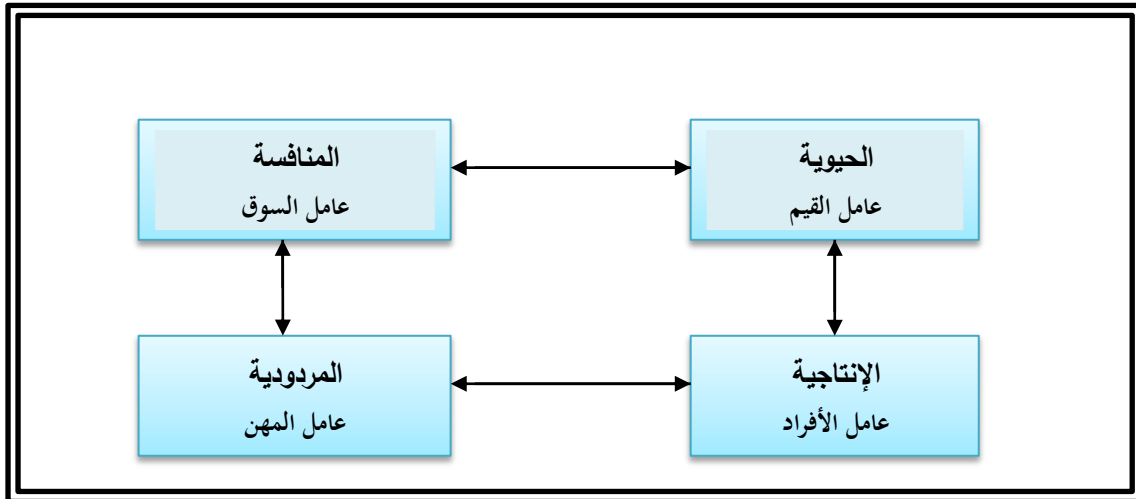 الحيوية
عامل القيم
المنافسة
عامل السوق
الإنتاجية
عامل الأفراد
المردودية
عامل المهن